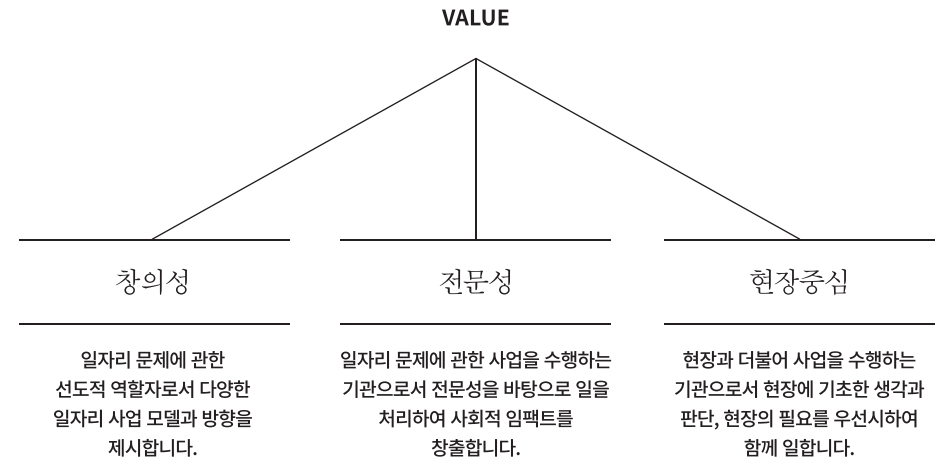 VALUE
창의성
일자리 문제에 관한
선도적 역할자로서 다양한
일자리 사업 모델과 방향을
제시합니다.
전문성
일자리 문제에 관한 사업을 수행하는
기관으로서 전문성을 바탕으로 일을
처리하여 사회적 임팩트를
창출합니다.
현장중심
현장과 더불어 사업을 수행하는
기관으로서 현장에 기초한 생각과
판단, 현장의 필요를 우선시하여
함께 일합니다.